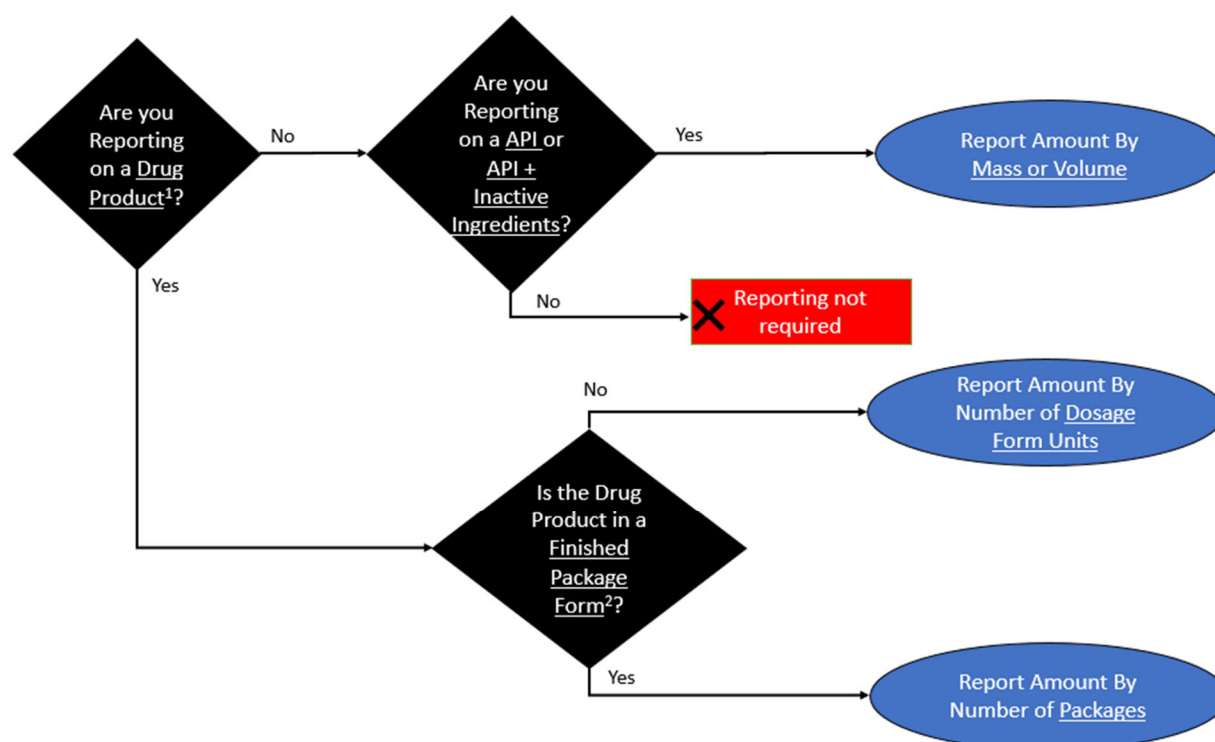 Are you
Reporting
on a Drug
Product¹?
No
Are you
Reporting
on a API or
API +
Inactive
Ingredients?
Yes
Report Amount By
Mass or Volume
Yes
No
Reporting not
required
No
Report Amount By
Number of Dosage
Form Units
Is the Drug
Product in a
Finished
Package
Form²?
Yes
Report Amount By
Number of Packages